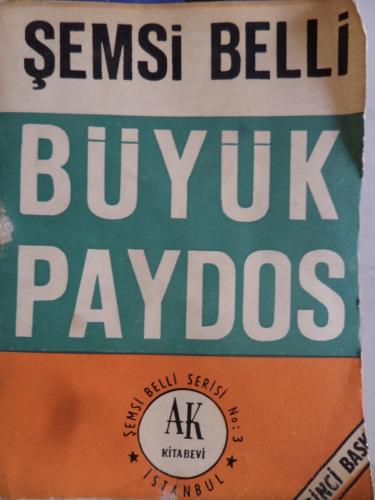 ŞEMSİ BELLİ
BÜYÜK
PAYDOS
ŞEMSİ BELLİ SERİSİ No: 3
AK
KİTABEVİ
★ İSTANBUL ★